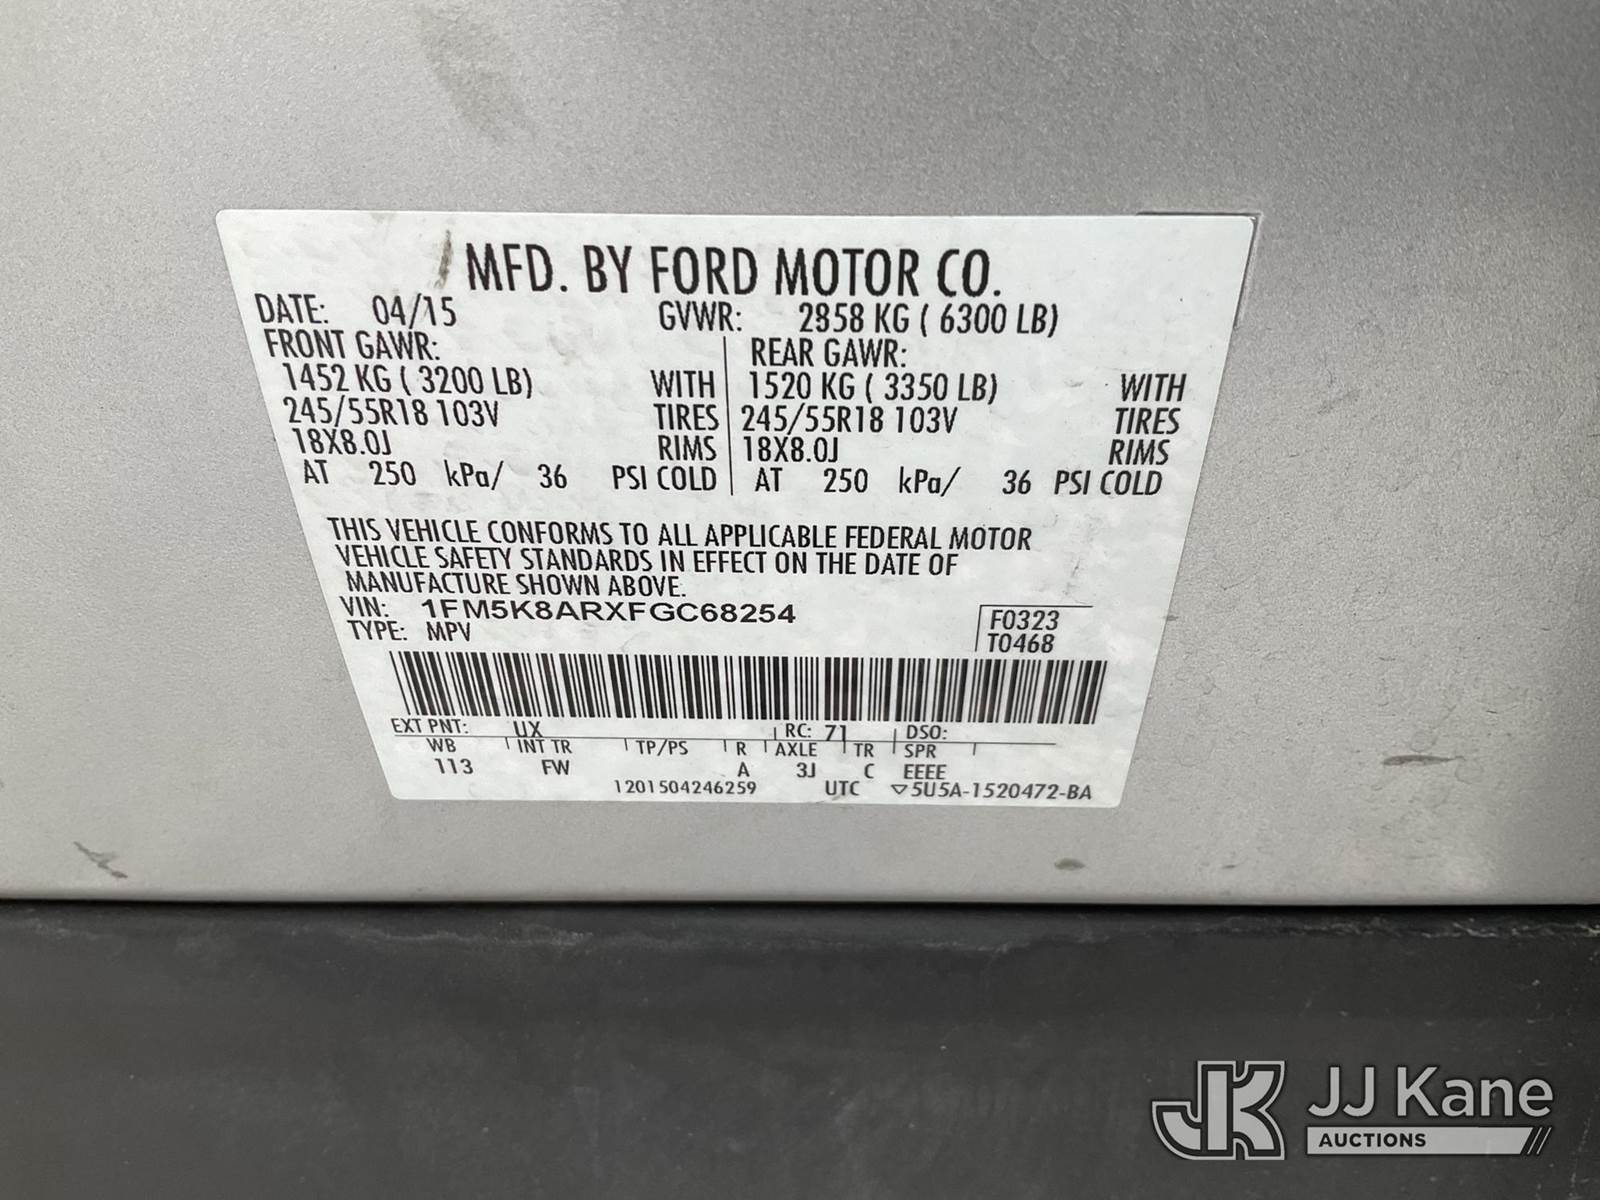 MFD. BY FORD MOTOR CO.
DATE: 04/15 GVWR: 2858 KG ( 6300 LB)
FRONT GAWR: REAR GAWR:
1452 KG ( 3200 LB) WITH 1520 KG ( 3350 LB) WITH
245/55R18 103V TIRES 245/55R18 103V TIRES
18X8.0J RIMS 18X8.0J RIMS
AT 250 kPa/ 36 PSI COLD AT 250 kPa/ 36 PSI COLD
THIS VEHICLE CONFORMS TO ALL APPLICABLE FEDERAL MOTOR
VEHICLE SAFETY STANDARDS IN EFFECT ON THE DATE OF
MANUFACTURE SHOWN ABOVE.
VIN: 1FM5K8ARXFGC68254 F0323
TYPE: MPV T0468
EXT PNT: UX RC: 71 DSO:
WB INT TR TP/PS R AXLE TR SPR
113 FW A 3J C EEEE
1201504246259 UTC ▽5U5A-1520472-BA
JK JJ Kane
AUCTIONS